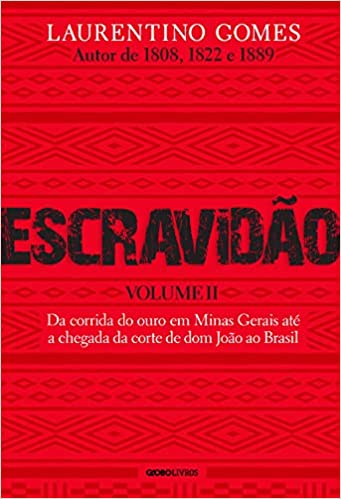 LAURENTINO GOMES
Autor de 1808, 1822 e 1889
ESCRAVIDÃO
VOLUME II
Da corrida do ouro em Minas Gerais até
a chegada da corte de dom João ao Brasil
GLOBOLIVROS